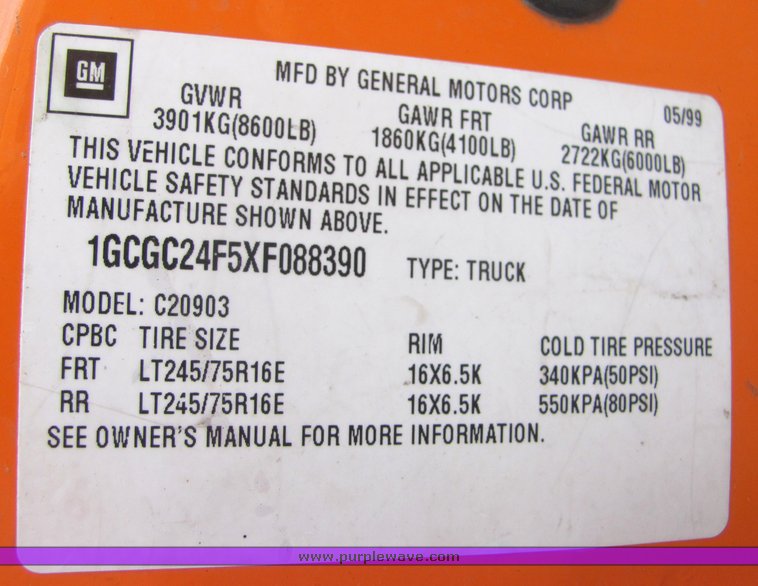 GM
MFD BY GENERAL MOTORS CORP 05/99
GVWR GAWR FRT GAWR RR
3901KG(8600LB) 1860KG(4100LB) 2722KG(6000LB)
THIS VEHICLE CONFORMS TO ALL APPLICABLE U.S. FEDERAL MOTOR
VEHICLE SAFETY STANDARDS IN EFFECT ON THE DATE OF
MANUFACTURE SHOWN ABOVE.
1GCGC24F5XF088390 TYPE: TRUCK
MODEL: C20903
CPBC TIRE SIZE RIM COLD TIRE PRESSURE
FRT LT245/75R16E 16X6.5K 340KPA(50PSI)
RR LT245/75R16E 16X6.5K 550KPA(80PSI)
SEE OWNER'S MANUAL FOR MORE INFORMATION.
www.purplewave.com